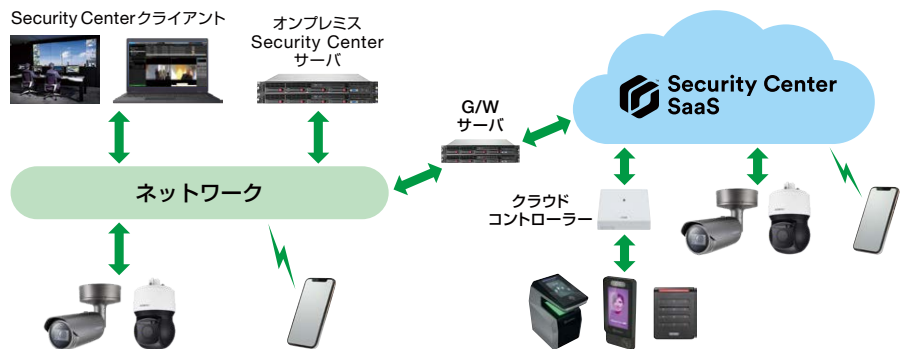 Security Centerクライアント
オンプレミス
Security Center
サーバ
G/W
サーバ
Security Center
SaaS
ネットワーク
クラウド
コントローラー